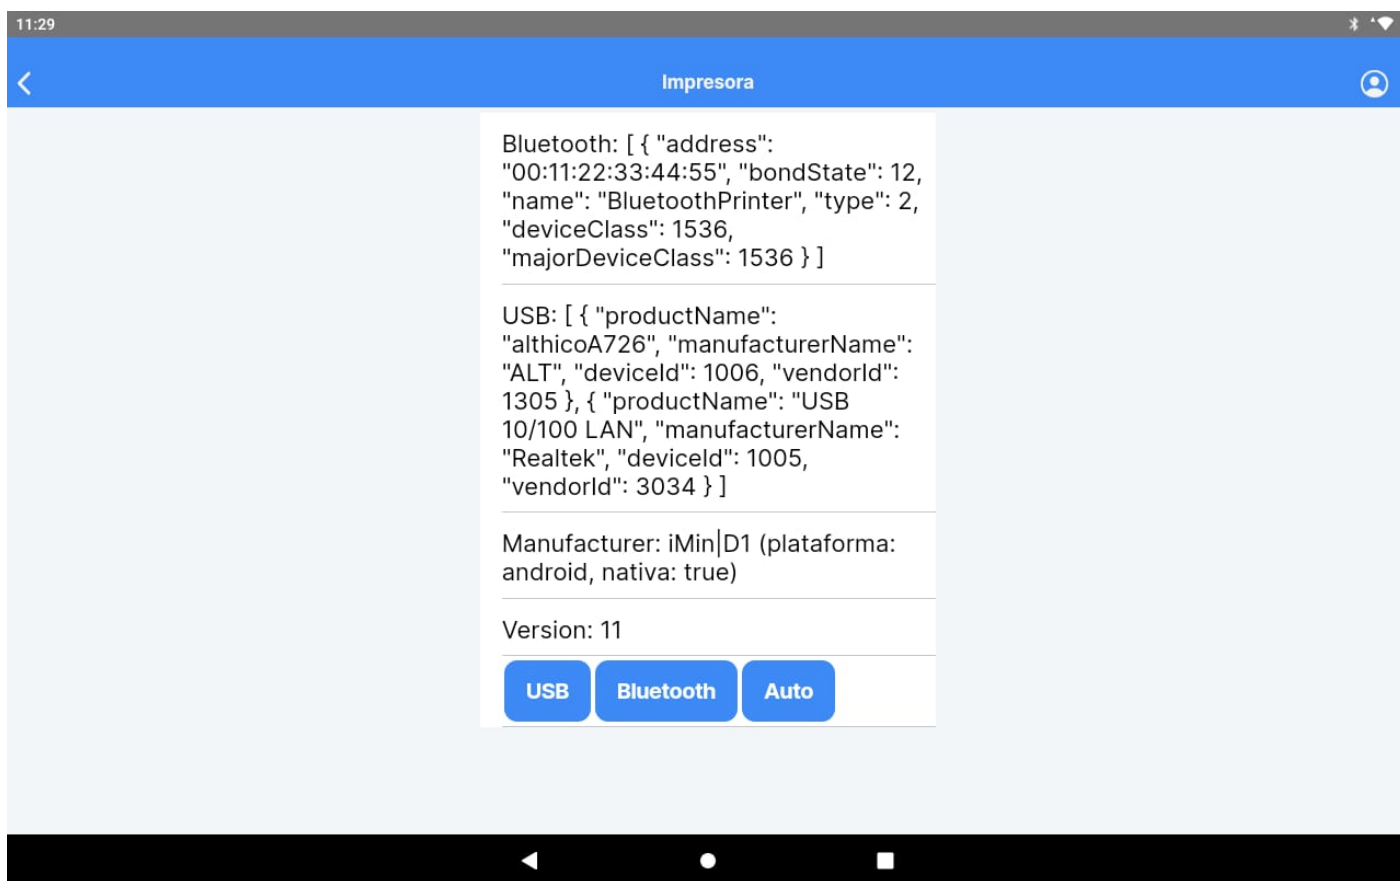 11:29
Impresora
Bluetooth: [ { "address":
"00:11:22:33:44:55", "bondState": 12,
"name": "BluetoothPrinter", "type": 2,
"deviceClass": 1536,
"majorDeviceClass": 1536 } ]
USB: [ { "productName":
"althicoA726", "manufacturerName":
"ALT", "deviceId": 1006, "vendorId":
1305 }, { "productName": "USB
10/100 LAN", "manufacturerName":
"Realtek", "deviceId": 1005,
"vendorId": 3034 } ]
Manufacturer: iMin|D1 (plataforma:
android, nativa: true)
Version: 11
USB Bluetooth Auto